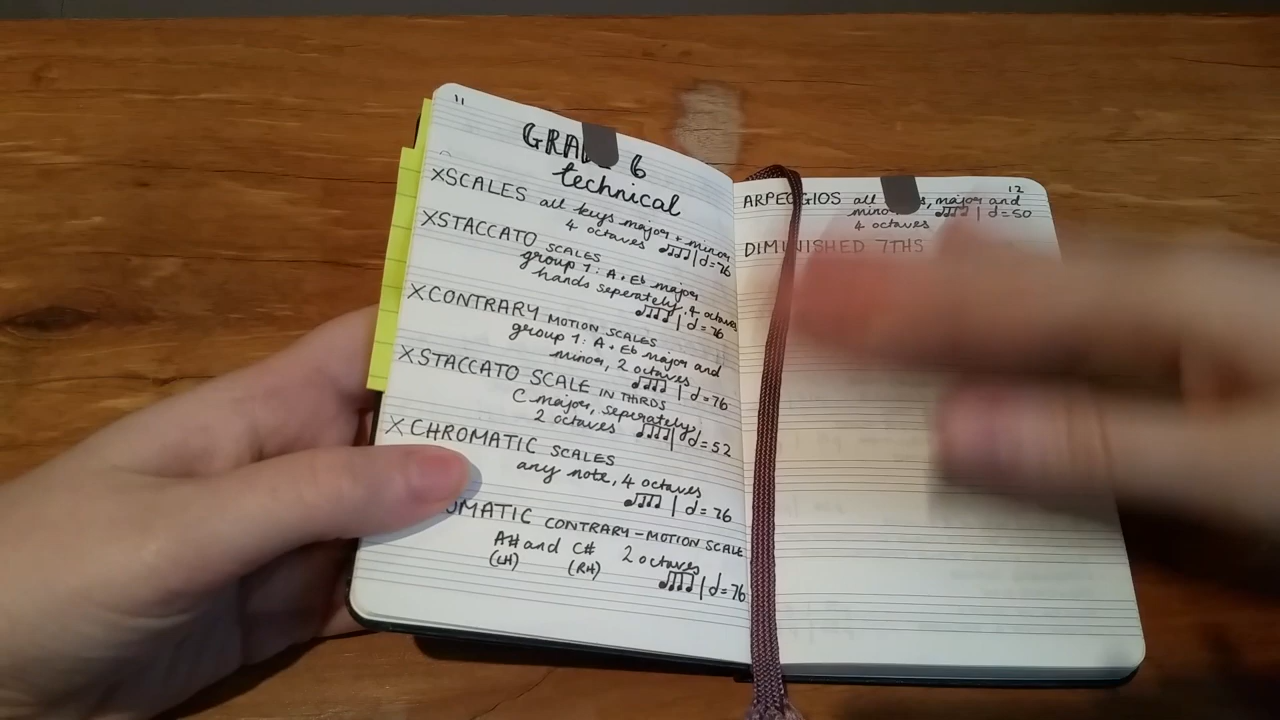 11
GRA 6
technical
XSCALES all keys major + minor
4 octaves | = 76
XSTACCATO SCALES
group 1: A + Eb major
hands seperately, 4 octaves
| = 76
XCONTRARY MOTION SCALES
group 1: A + Eb major and
minor, 2 octaves
| = 76
XSTACCATO SCALE IN THIRDS
C major, seperately,
2 octaves | = 52
XCHROMATIC SCALES
any note, 4 octaves
| = 76
OMATIC CONTRARY-MOTION SCALE
A# and C# 2 octaves
(LH) (RH) | = 76
12
ARPEGGIOS all major and
| = 50
4 octaves
DIMINISHED 7THS